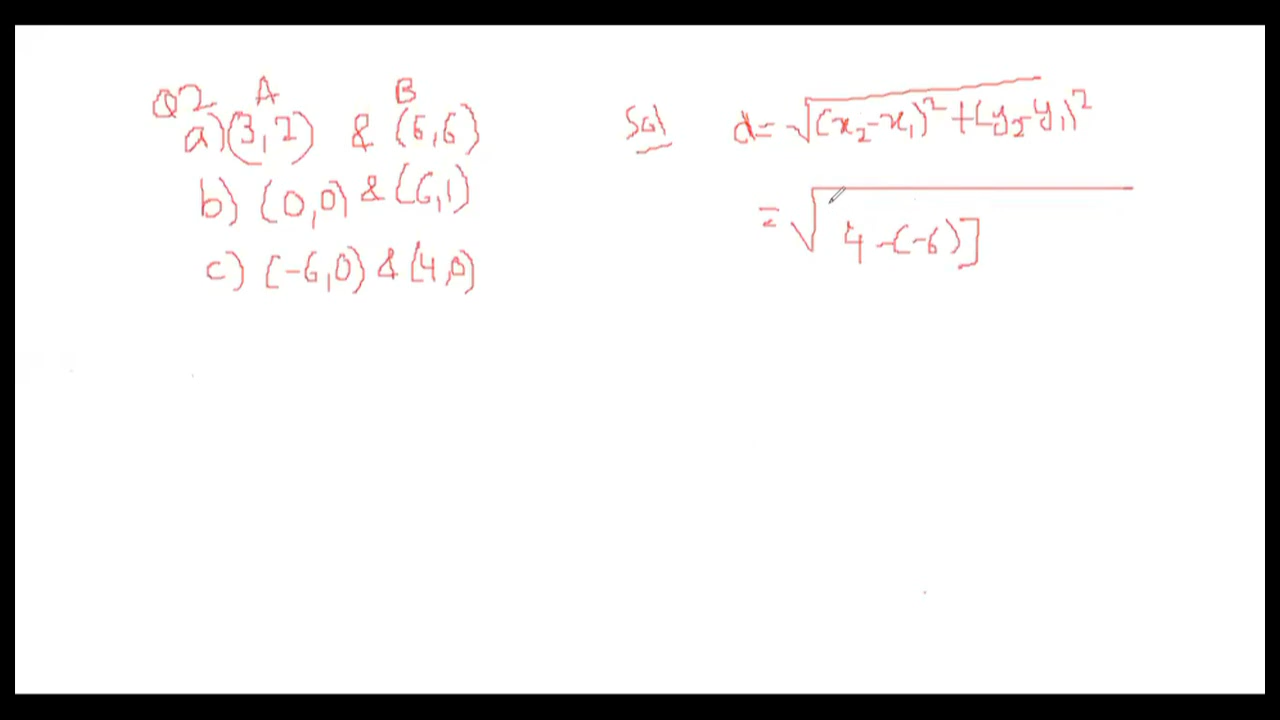 Q2 A B
a) (3,2) & (6,6)
b) (0,0) & (6,1)
c) (-6,0) & (4,0)
Sol d = √(x₂-x₁)² + (y₂-y₁)²
= √ 4 -(-6)]